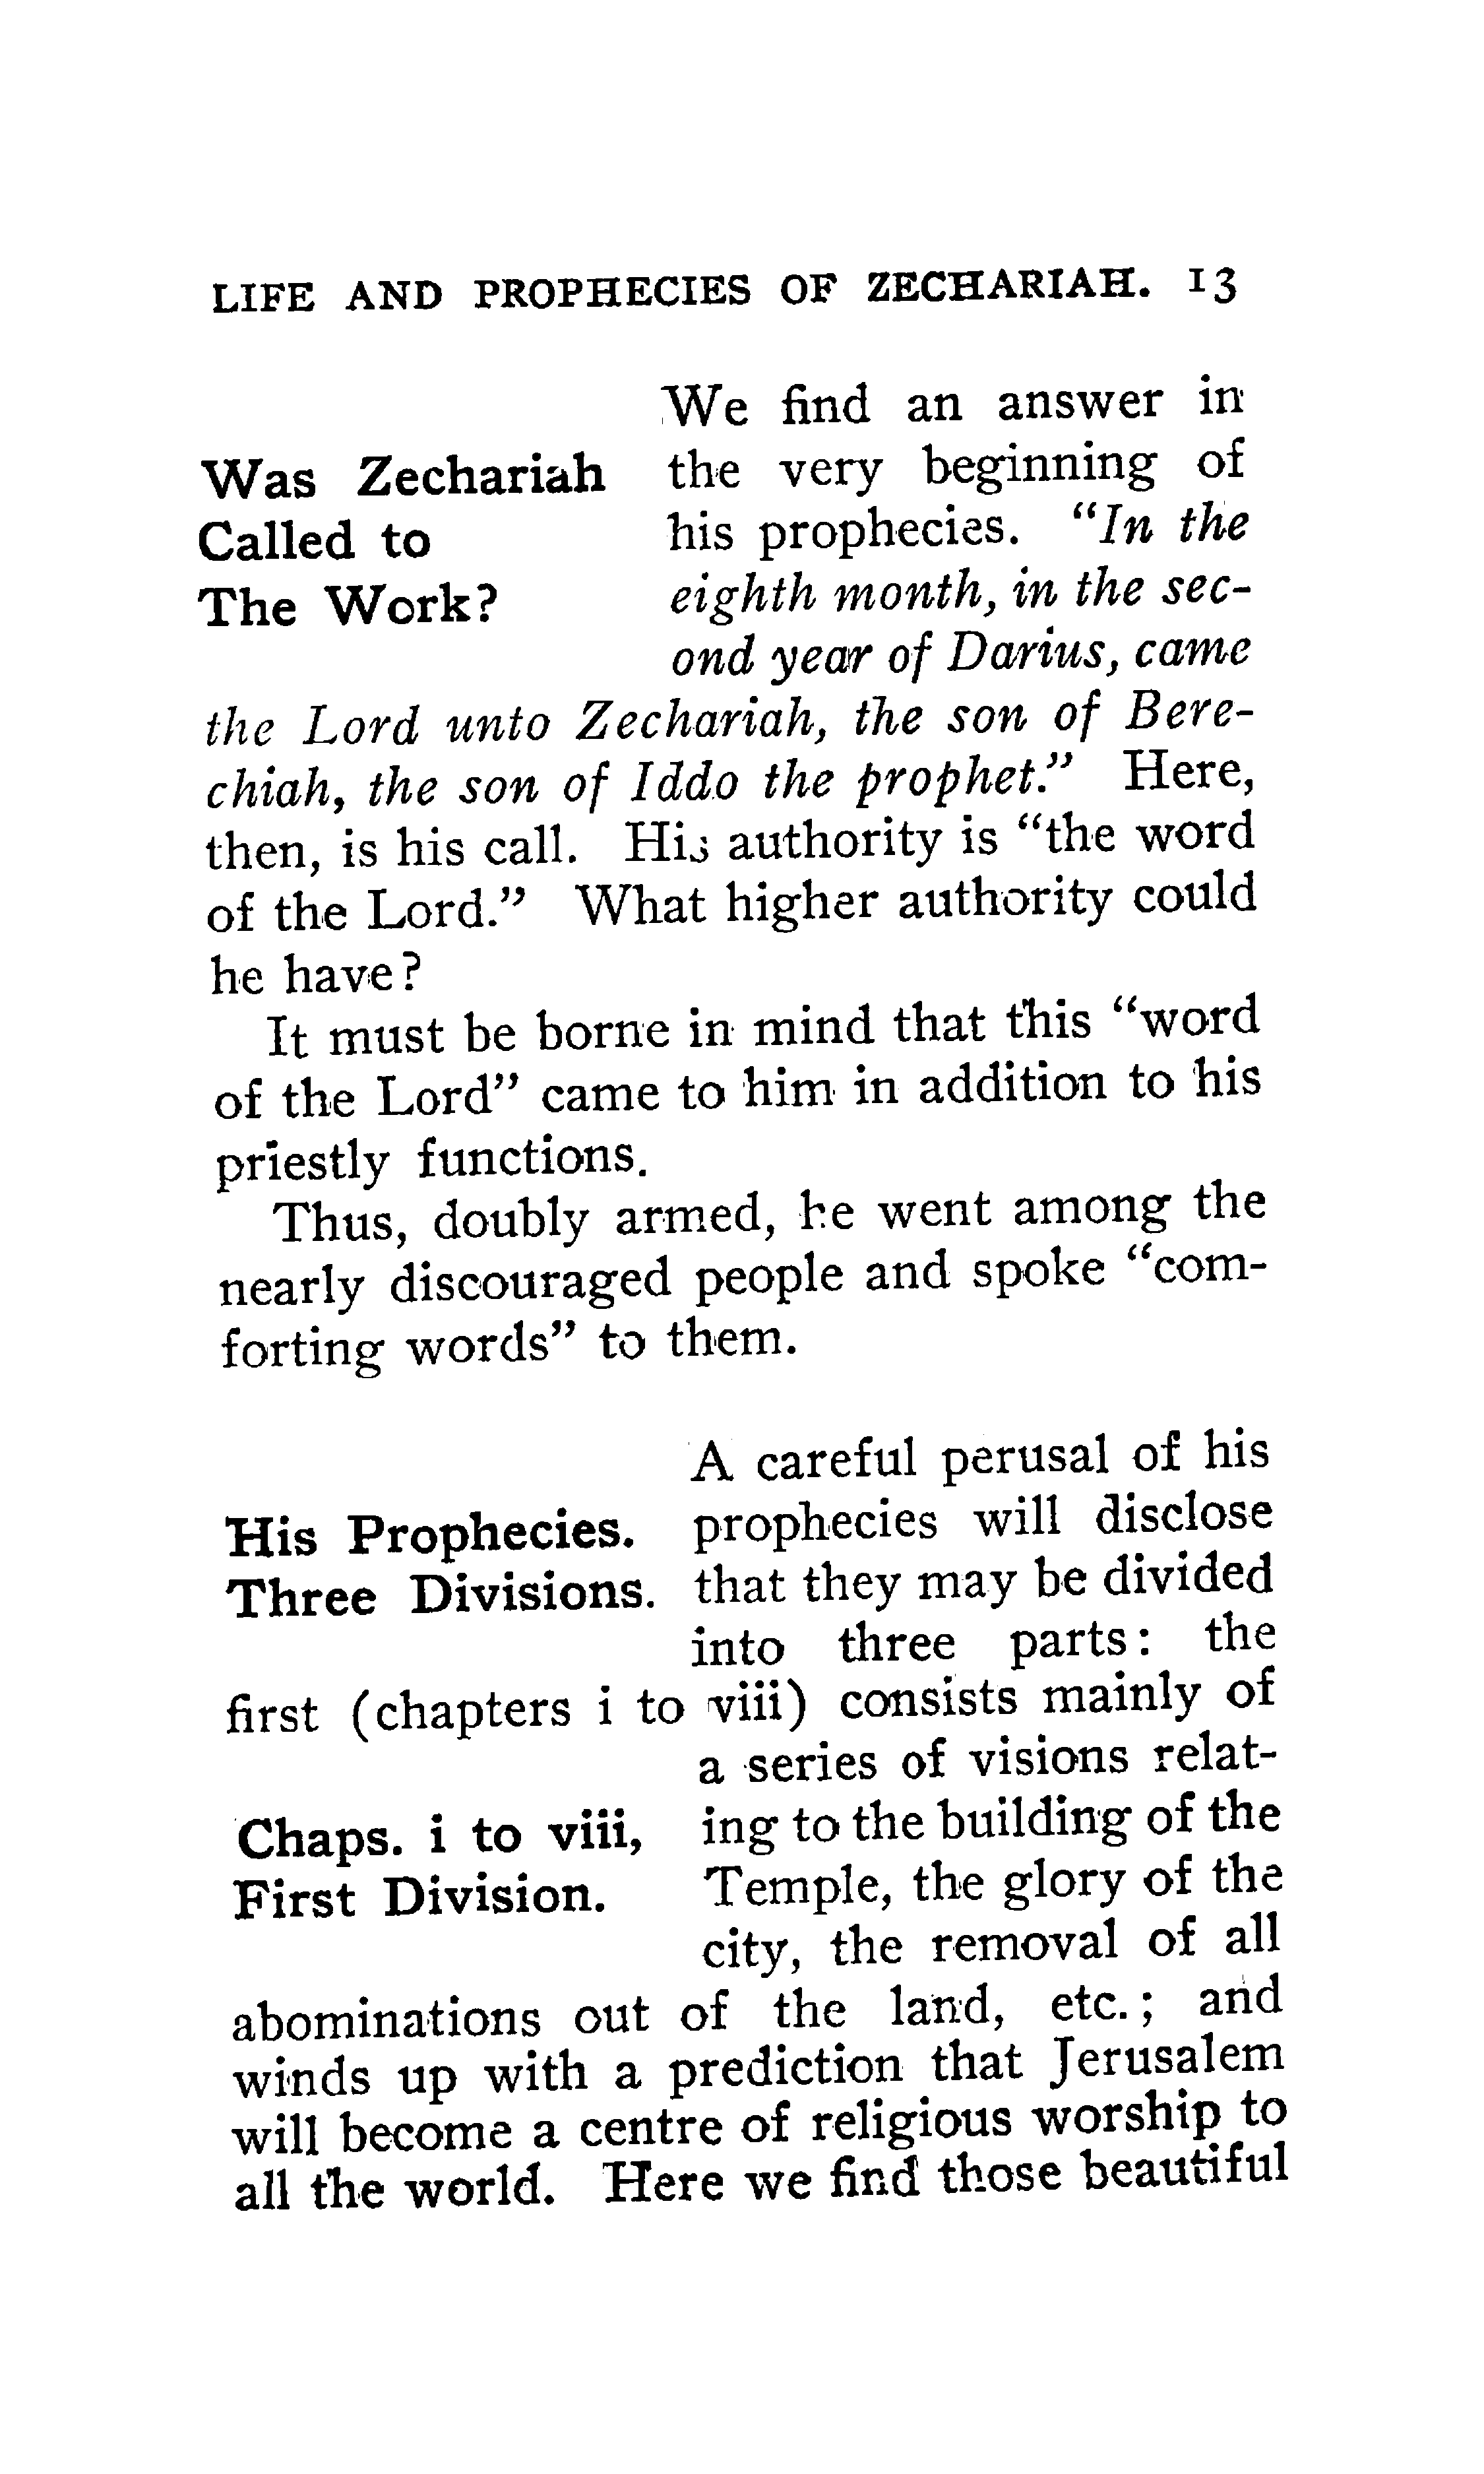 LIFE AND PROPHECIES OF ZECHARIAH. 13
Was Zechariah
Called to
The Work?
We find an answer in
the very beginning of
his prophecies. "In the
eighth month, in the sec-
ond year of Darius, came
the Lord unto Zechariah, the son of Bere-
chiah, the son of Iddo the prophet." Here,
then, is his call. His authority is "the word
of the Lord." What higher authority could
he have?
It must be borne in mind that this "word
of the Lord" came to him in addition to his
priestly functions.
Thus, doubly armed, he went among the
nearly discouraged people and spoke "com-
forting words" to them.
His Prophecies.
Three Divisions.
A careful perusal of his
prophecies will disclose
that they may be divided
into three parts: the
first (chapters i to viii) consists mainly of
Chaps. i to viii,
First Division.
a series of visions relat-
ing to the building of the
Temple, the glory of the
city, the removal of all
abominations out of the land, etc.; and
winds up with a prediction that Jerusalem
will become a centre of religious worship to
all the world. Here we find those beautiful